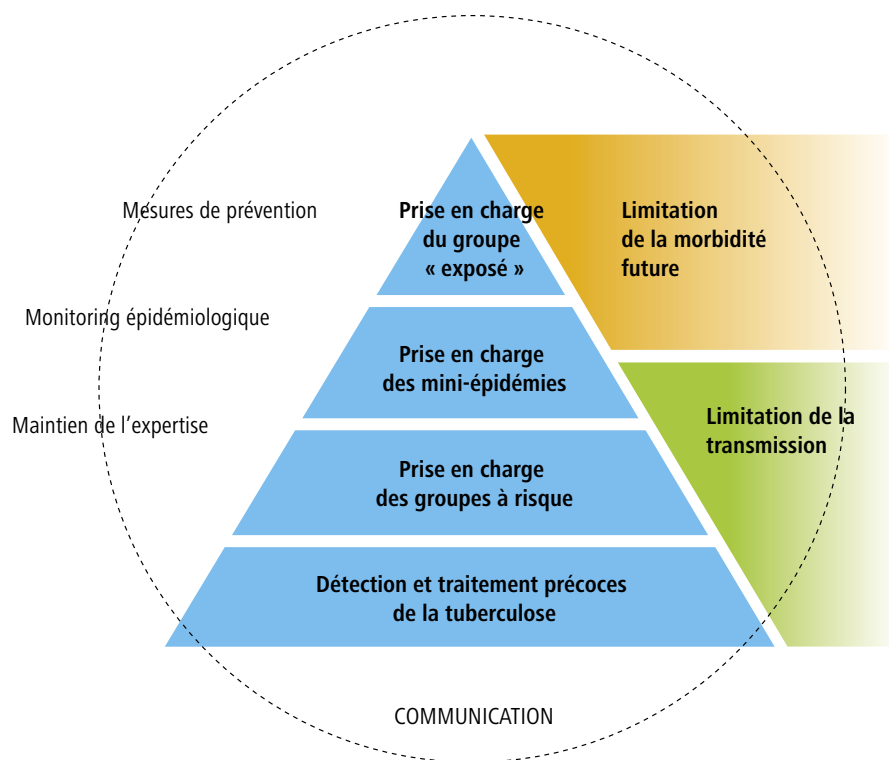 Mesures de prévention
Monitoring épidémiologique
Maintien de l'expertise
Prise en charge
du groupe
« exposé »
Prise en charge
des mini-épidémies
Prise en charge
des groupes à risque
Détection et traitement précoces
de la tuberculose
Limitation
de la morbidité
future
Limitation de la
transmission
COMMUNICATION